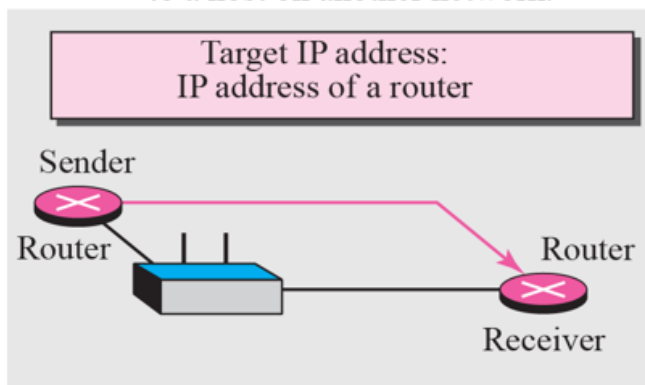 Target IP address:
IP address of a router
Sender
Router
Router
Receiver